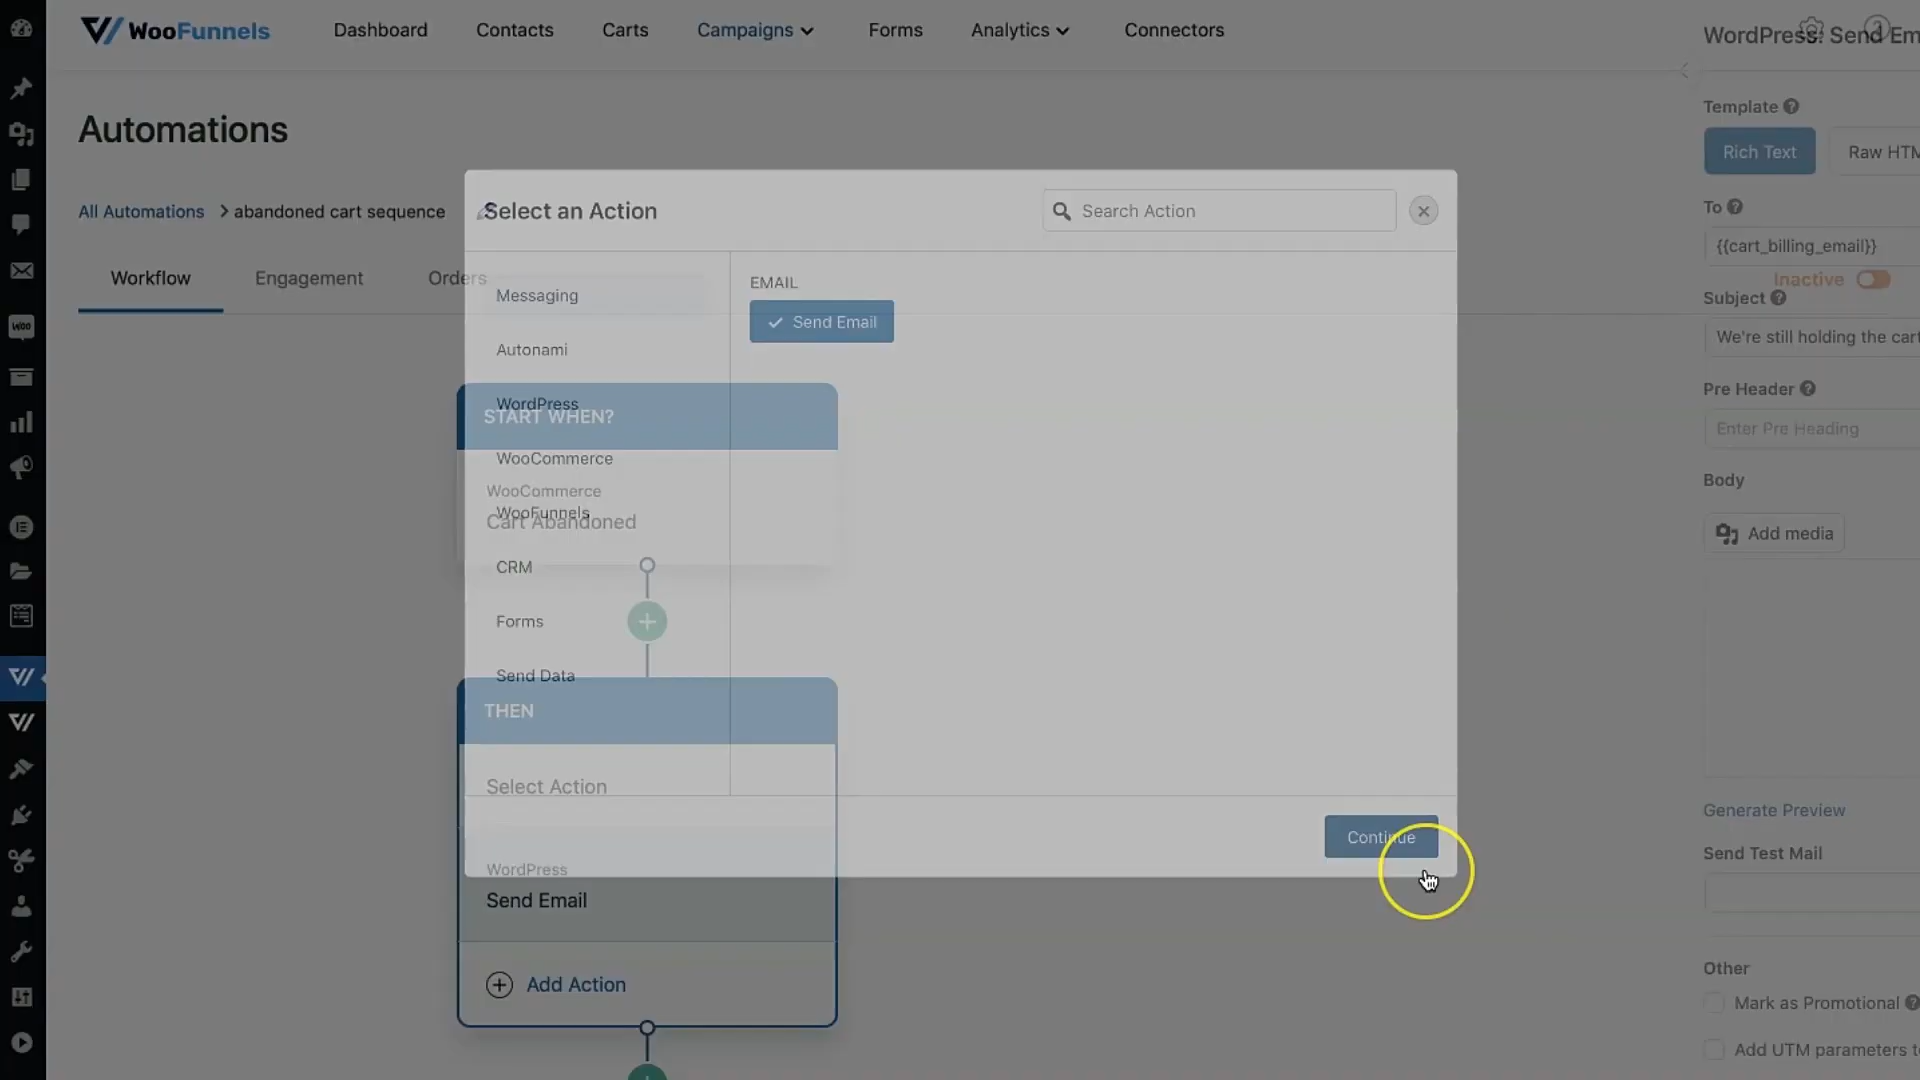 WooFunnels
Dashboard
Contacts
Carts
Campaigns
Forms
Analytics
Connectors
WordPress: Send Em
Automations
All Automations > abandoned cart sequence
Workflow
Engagement
Orders
Select an Action
Search Action
Messaging
Autonami
WordPress
WooCommerce
WooFunnels
CRM
Forms
Send Data
EMAIL
Send Email
Continue
START WHEN?
WooCommerce
Cart Abandoned
THEN
Select Action
WordPress
Send Email
Add Action
Template
Rich Text
Raw HTM
To
{{cart_billing_email}}
Inactive
Subject
We're still holding the cart
Pre Header
Enter Pre Heading
Body
Add media
Generate Preview
Send Test Mail
Other
Mark as Promotional
Add UTM parameters to
Woo